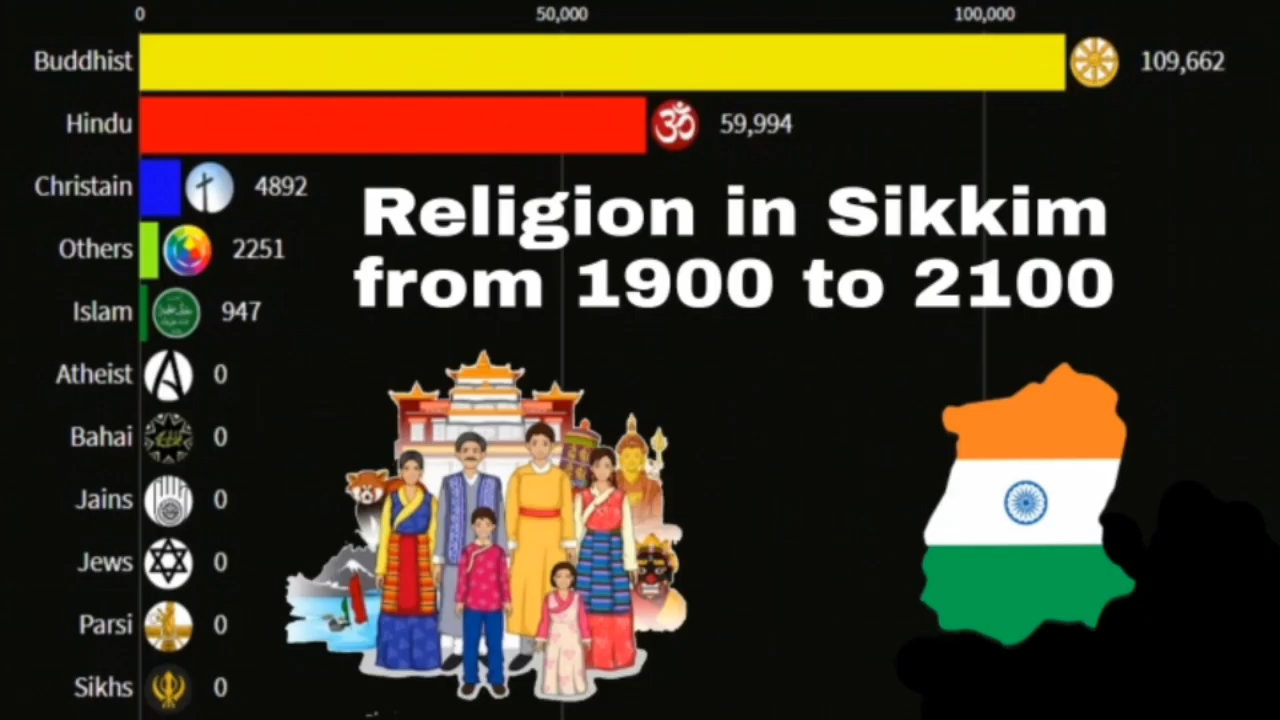 0 50,000 100,000
Buddhist 109,662
Hindu ॐ 59,994
Christain 4892
Religion in Sikkim
Others 2251
from 1900 to 2100
Islam 947
Atheist 0
Bahai 0
Jains 0
Jews 0
Parsi 0
Sikhs 0